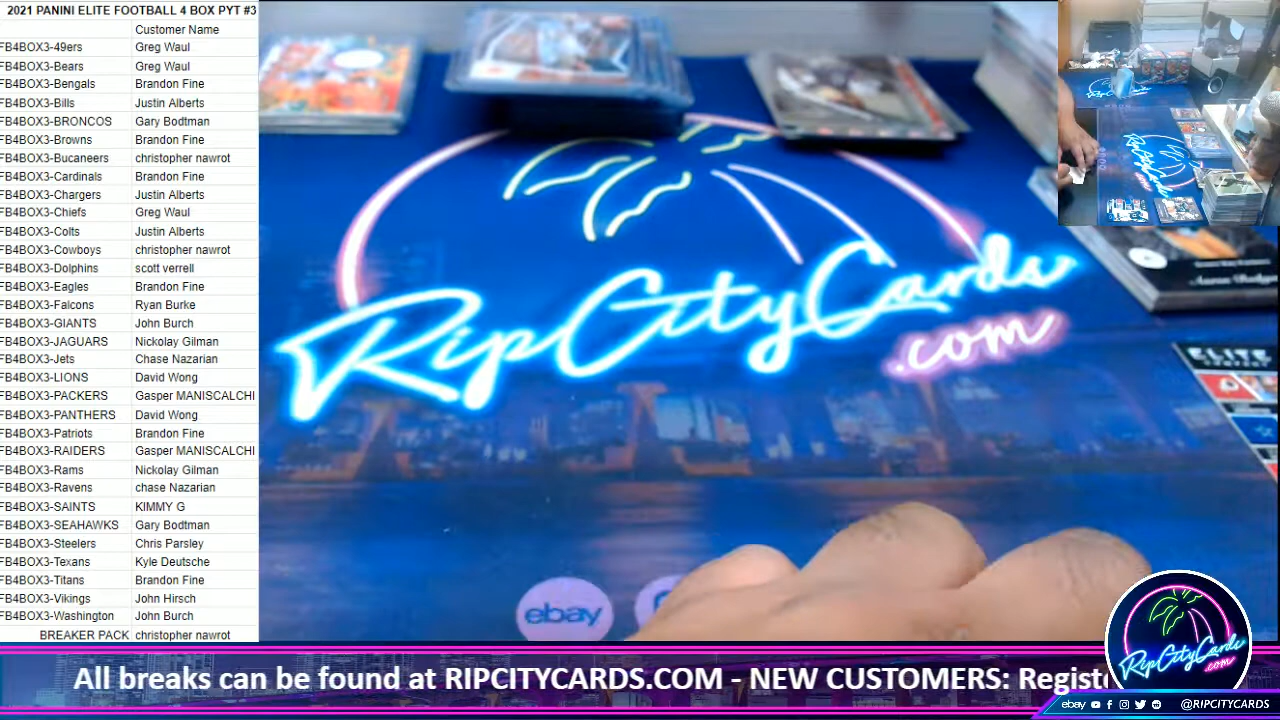 2021 PANINI ELITE FOOTBALL 4 BOX PYT #3
Customer Name
FB4BOX3-49ers Greg Waul
FB4BOX3-Bears Greg Waul
FB4BOX3-Bengals Brandon Fine
FB4BOX3-Bills Justin Alberts
FB4BOX3-BRONCOS Gary Bodtman
FB4BOX3-Browns Brandon Fine
FB4BOX3-Bucaneers christopher nawrot
FB4BOX3-Cardinals Brandon Fine
FB4BOX3-Chargers Justin Alberts
FB4BOX3-Chiefs Greg Waul
FB4BOX3-Colts Justin Alberts
FB4BOX3-Cowboys christopher nawrot
FB4BOX3-Dolphins scott verrell
FB4BOX3-Eagles Brandon Fine
FB4BOX3-Falcons Ryan Burke
FB4BOX3-GIANTS John Burch
FB4BOX3-JAGUARS Nickolay Gilman
FB4BOX3-Jets Chase Nazarian
FB4BOX3-LIONS David Wong
FB4BOX3-PACKERS Gasper MANISCALCHI
FB4BOX3-PANTHERS David Wong
FB4BOX3-Patriots Brandon Fine
FB4BOX3-RAIDERS Gasper MANISCALCHI
FB4BOX3-Rams Nickolay Gilman
FB4BOX3-Ravens chase Nazarian
FB4BOX3-SAINTS KIMMY G
FB4BOX3-SEAHAWKS Gary Bodtman
FB4BOX3-Steelers Chris Parsley
FB4BOX3-Texans Kyle Deutsche
FB4BOX3-Titans Brandon Fine
FB4BOX3-Vikings John Hirsch
FB4BOX3-Washington John Burch
BREAKER PACK christopher nawrot
RipCityCards
.com
ELITE
ebay
RipCityCards
.com
All breaks can be found at RIPCITYCARDS.COM - NEW CUSTOMERS: Regist
ebay @RIPCITYCARDS